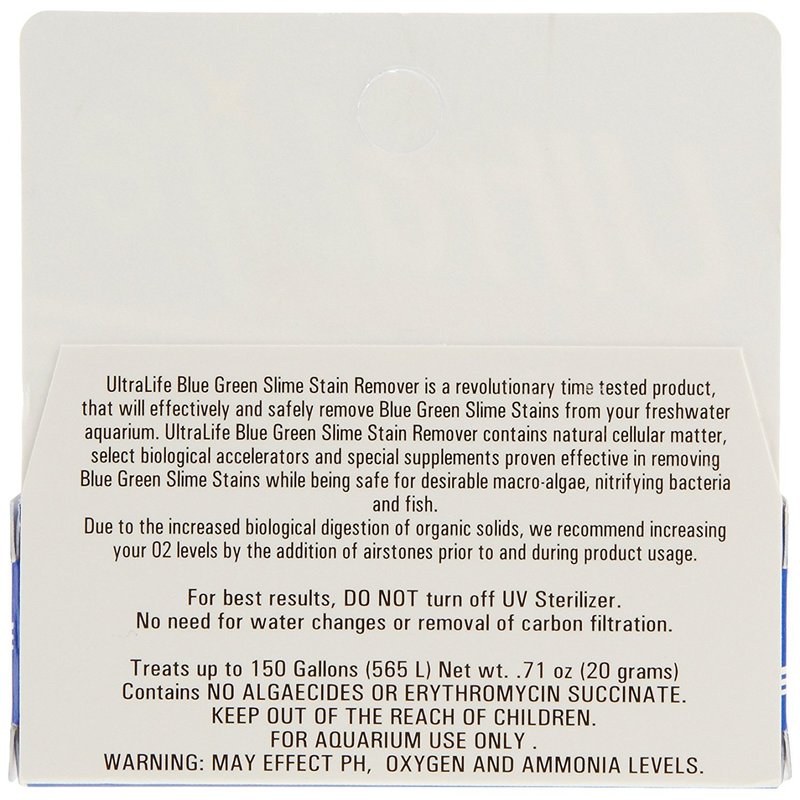 UltraLife Blue Green Slime Stain Remover is a revolutionary time tested product,
that will effectively and safely remove Blue Green Slime Stains from your freshwater
aquarium. UltraLife Blue Green Slime Stain Remover contains natural cellular matter,
select biological accelerators and special supplements proven effective in removing
Blue Green Slime Stains while being safe for desirable macro-algae, nitrifying bacteria
and fish.
Due to the increased biological digestion of organic solids, we recommend increasing
your O2 levels by the addition of airstones prior to and during product usage.
For best results, DO NOT turn off UV Sterilizer.
No need for water changes or removal of carbon filtration.
Treats up to 150 Gallons (565 L) Net wt. .71 oz (20 grams)
Contains NO ALGAECIDES OR ERYTHROMYCIN SUCCINATE.
KEEP OUT OF THE REACH OF CHILDREN.
FOR AQUARIUM USE ONLY .
WARNING: MAY EFFECT PH, OXYGEN AND AMMONIA LEVELS.